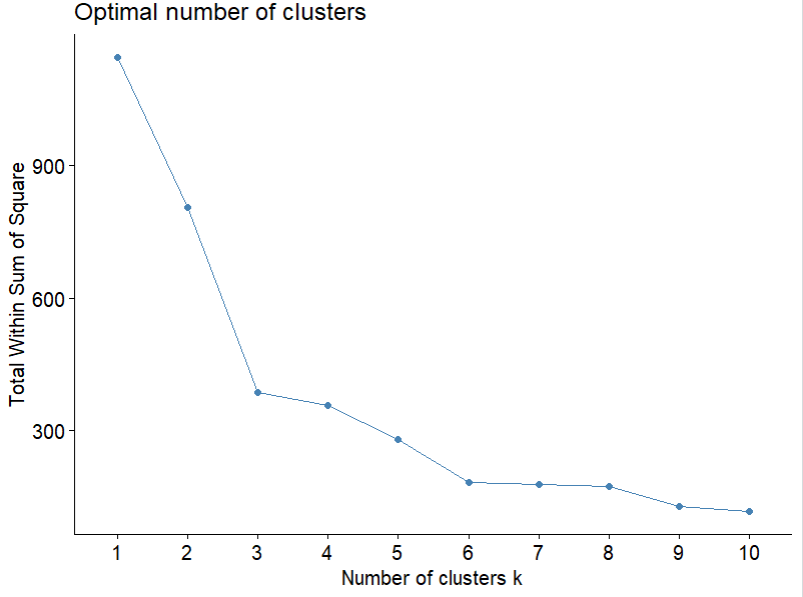 Optimal number of clusters
Total Within Sum of Square
900
600
300
1 2 3 4 5 6 7 8 9 10
Number of clusters k